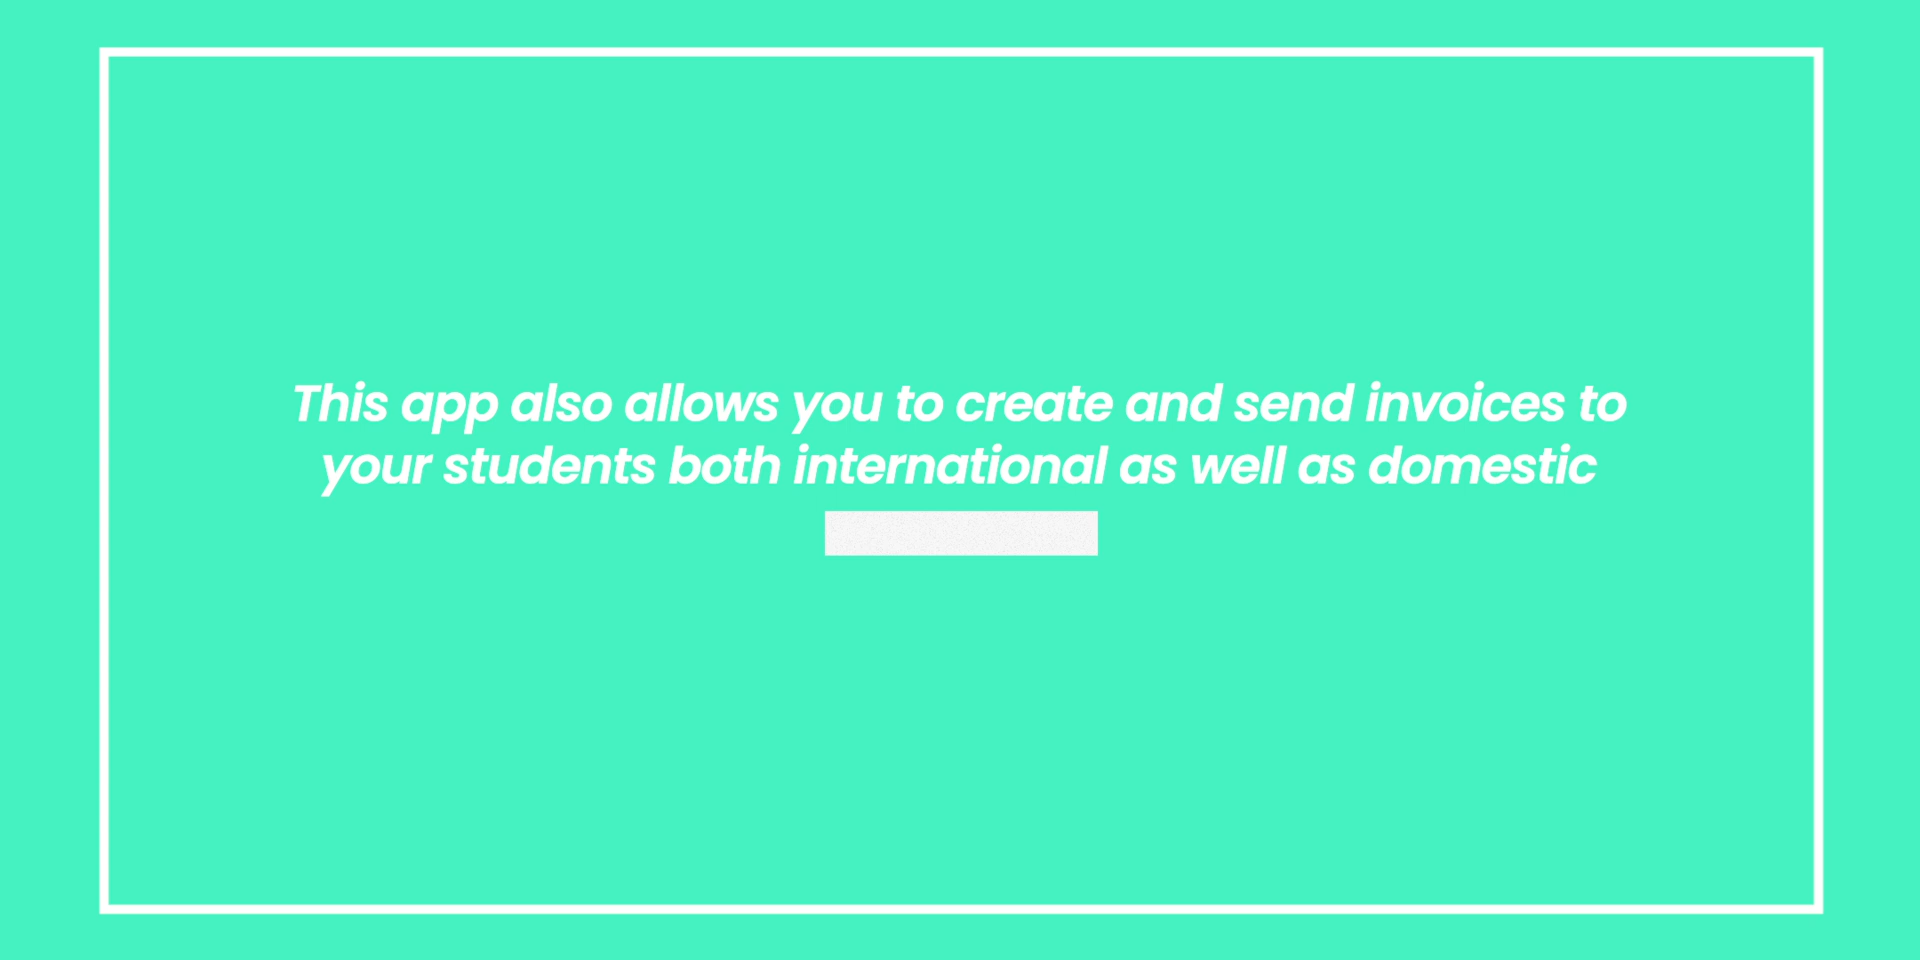 This app also allows you to create and send invoices to
your students both international as well as domestic